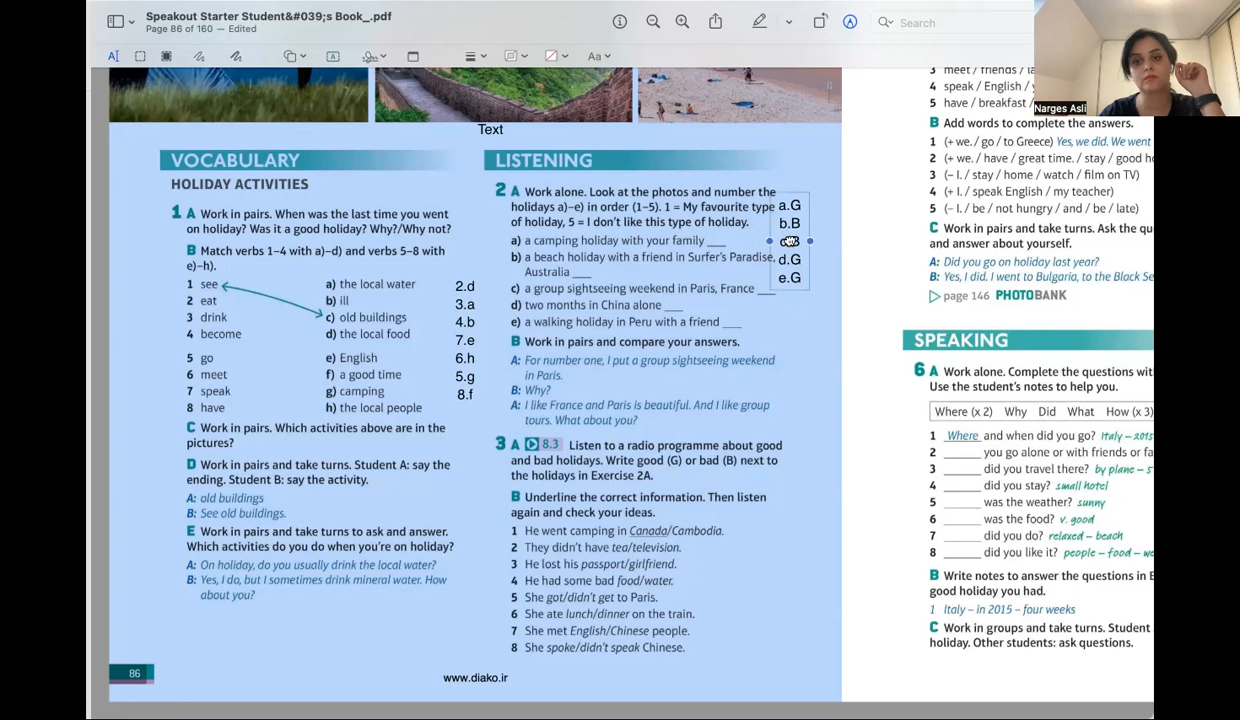 Speakout Starter Student&#039;s Book_.pdf
Page 86 of 160 — Edited
Search
Narges Asli
Text
VOCABULARY
HOLIDAY ACTIVITIES
1 A Work in pairs. When was the last time you went
on holiday? Was it a good holiday? Why?/Why not?
B Match verbs 1–4 with a)–d) and verbs 5–8 with
e)–h).
1 see a) the local water
2 eat b) ill
3 drink c) old buildings
4 become d) the local food
5 go e) English
6 meet f) a good time
7 speak g) camping
8 have h) the local people
2.d
3.a
4.b
7.e
6.h
5.g
8.f
C Work in pairs. Which activities above are in the
pictures?
D Work in pairs and take turns. Student A: say the
ending. Student B: say the activity.
A: old buildings
B: See old buildings.
E Work in pairs and take turns to ask and answer.
Which activities do you do when you're on holiday?
A: On holiday, do you usually drink the local water?
B: Yes, I do, but I sometimes drink mineral water. How
about you?
86
LISTENING
2 A Work alone. Look at the photos and number the
holidays a)–e) in order (1–5). 1 = My favourite type
of holiday, 5 = I don't like this type of holiday.
a) a camping holiday with your family ___
b) a beach holiday with a friend in Surfer's Paradise,
Australia ___
c) a group sightseeing weekend in Paris, France ___
d) two months in China alone ___
e) a walking holiday in Peru with a friend ___
a.G
b.B
d.G
e.G
B Work in pairs and compare your answers.
A: For number one, I put a group sightseeing weekend
in Paris.
B: Why?
A: I like France and Paris is beautiful. And I like group
tours. What about you?
3 A 8.3 Listen to a radio programme about good
and bad holidays. Write good (G) or bad (B) next to
the holidays in Exercise 2A.
B Underline the correct information. Then listen
again and check your ideas.
1 He went camping in Canada/Cambodia.
2 They didn't have tea/television.
3 He lost his passport/girlfriend.
4 He had some bad food/water.
5 She got/didn't get to Paris.
6 She ate lunch/dinner on the train.
7 She met English/Chinese people.
8 She spoke/didn't speak Chinese.
www.diako.ir
3 meet / friends /
4 speak / English /
5 have / breakfast /
B Add words to complete the answers.
1 (+ we. / go / to Greece) Yes, we did. We went
2 (+ we. / have / great time. / stay / good
3 (– I. / stay / home / watch / film on TV)
4 (+ I. / speak English / my teacher)
5 (– I. / be / not hungry / and / be / late)
C Work in pairs and take turns. Ask the
and answer about yourself.
A: Did you go on holiday last year?
B: Yes, I did. I went to Bulgaria, to the Black
page 146 PHOTOBANK
SPEAKING
6 A Work alone. Complete the questions
Use the student's notes to help you.
Where (x 2) Why Did What How (x 3)
1 Where and when did you go? Italy – 2015
2 ______ you go alone or with friends or
3 ______ did you travel there? by plane – 5
4 ______ did you stay? small hotel
5 ______ was the weather? sunny
6 ______ was the food? v. good
7 ______ did you do? relaxed – beach
8 ______ did you like it? people – food –
B Write notes to answer the questions in
good holiday you had.
1 Italy – in 2015 – four weeks
C Work in groups and take turns. Student
holiday. Other students: ask questions.